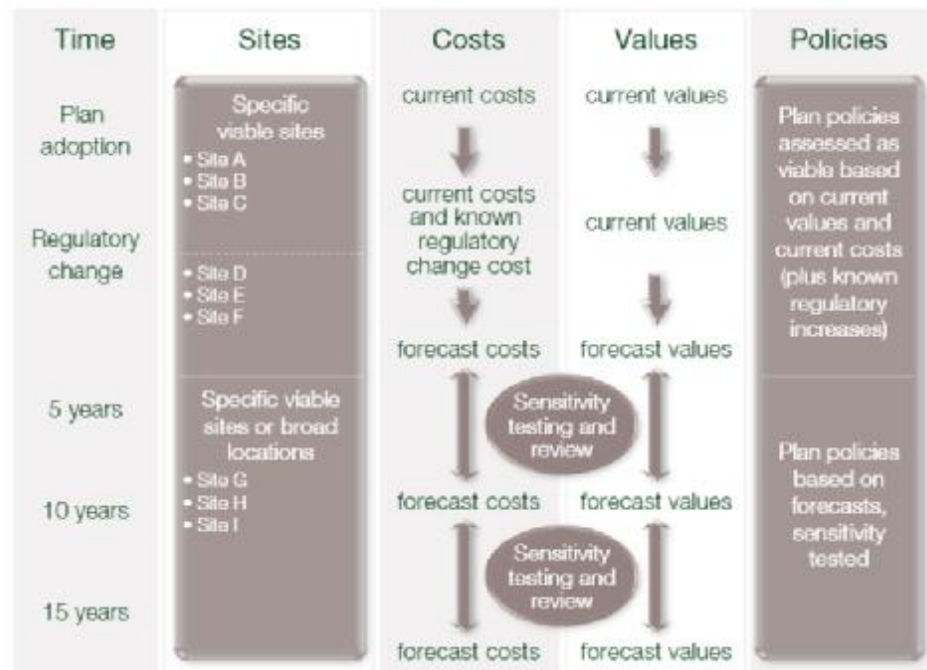 Time
Sites
Costs
Values
Policies
Plan
adoption
Regulatory
change
5 years
10 years
15 years
Specific
viable sites
• Site A
• Site B
• Site C
• Site D
• Site E
• Site F
Specific viable
sites or broad
locations
• Site G
• Site H
• Site I
current costs
current costs
and known
regulatory
change cost
forecast costs
forecast costs
forecast costs
current values
current values
forecast values
forecast values
forecast values
Sensitivity
testing and
review
Sensitivity
testing and
review
Plan policies
assessed as
viable based
on current
values and
current costs
(plus known
regulatory
increases)
Plan policies
based on
forecasts,
sensitivity
tested